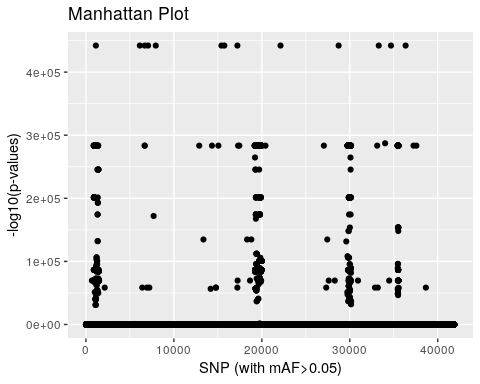 Manhattan Plot
4e+05
3e+05
2e+05
1e+05
0e+00
-log10(p-values)
0 10000 20000 30000 40000
SNP (with mAF>0.05)